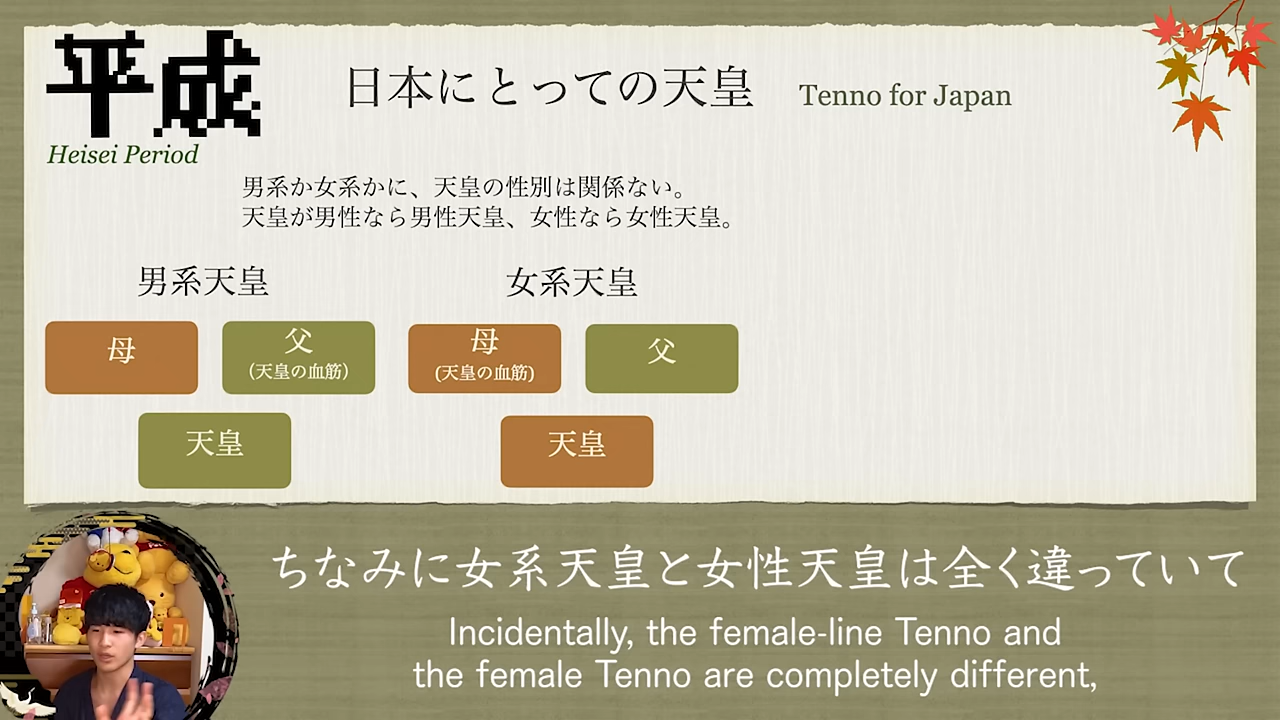 平成
日本にとっての天皇 Tenno for Japan
Heisei Period
男系か女系かに、天皇の性別は関係ない。
天皇が男性なら男性天皇、女性なら女性天皇。
男系天皇
女系天皇
母
父
(天皇の血筋)
母
(天皇の血筋)
父
天皇
天皇
ちなみに女系天皇と女性天皇は全く違っていて
Incidentally, the female-line Tenno and
the female Tenno are completely different,